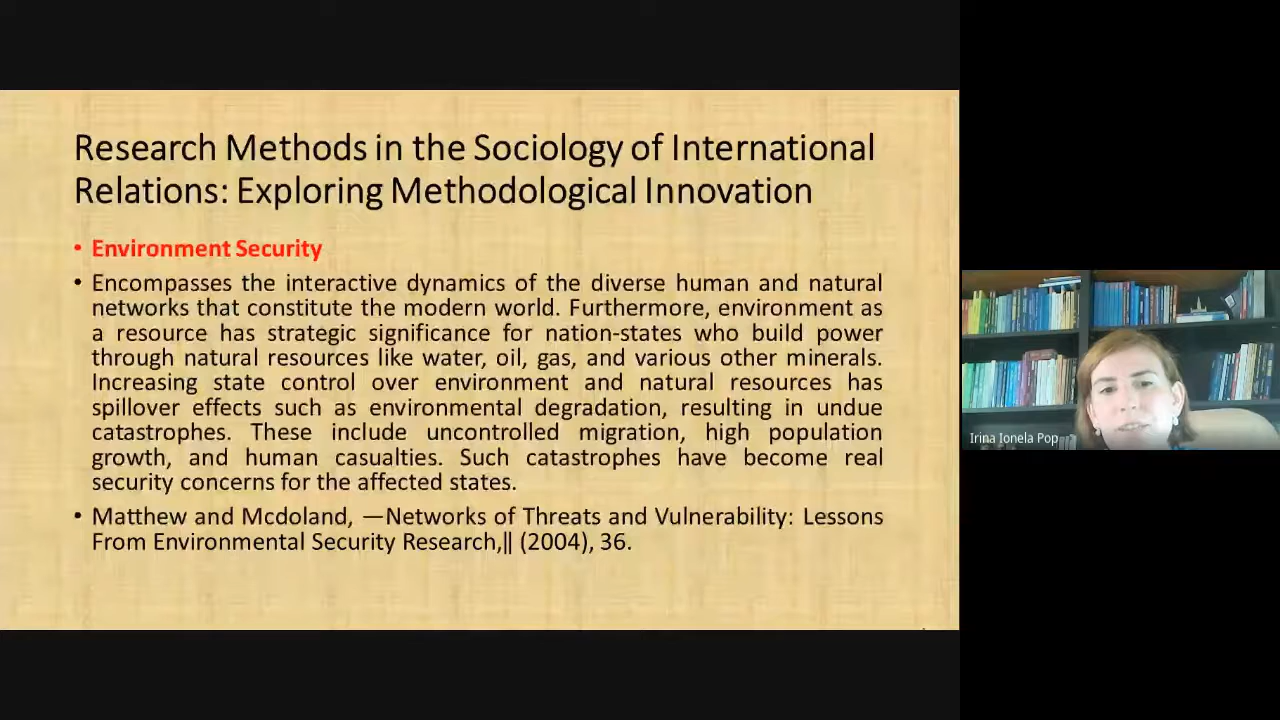 Research Methods in the Sociology of International
Relations: Exploring Methodological Innovation
• Environment Security
• Encompasses the interactive dynamics of the diverse human and natural
networks that constitute the modern world. Furthermore, environment as
a resource has strategic significance for nation-states who build power
through natural resources like water, oil, gas, and various other minerals.
Increasing state control over environment and natural resources has
spillover effects such as environmental degradation, resulting in undue
catastrophes. These include uncontrolled migration, high population
growth, and human casualties. Such catastrophes have become real
security concerns for the affected states.
• Matthew and Mcdoland, ―Networks of Threats and Vulnerability: Lessons
From Environmental Security Research,‖ (2004), 36.
Irina Ionela Pop